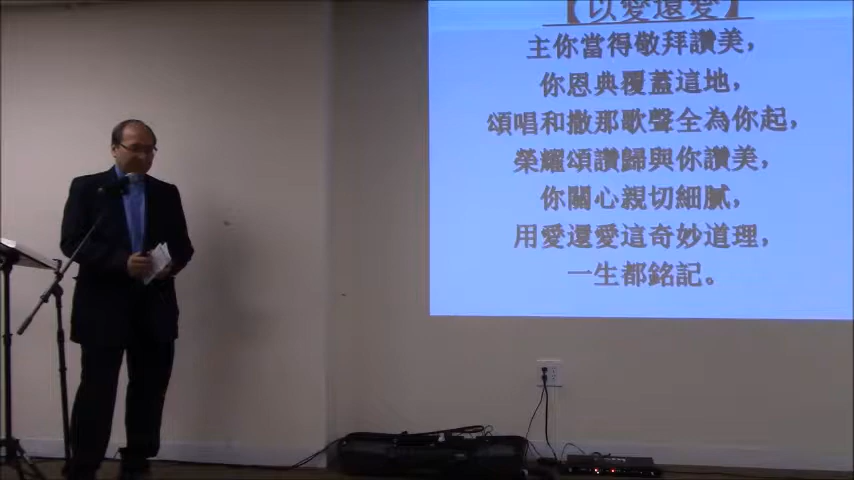 【以愛還愛】
主你當得敬拜讚美，
你恩典覆蓋這地，
頌唱和撒那歌聲全為你起，
榮耀頌讚歸與你讚美，
你關心親切細膩，
用愛還愛這奇妙道理，
一生都銘記。